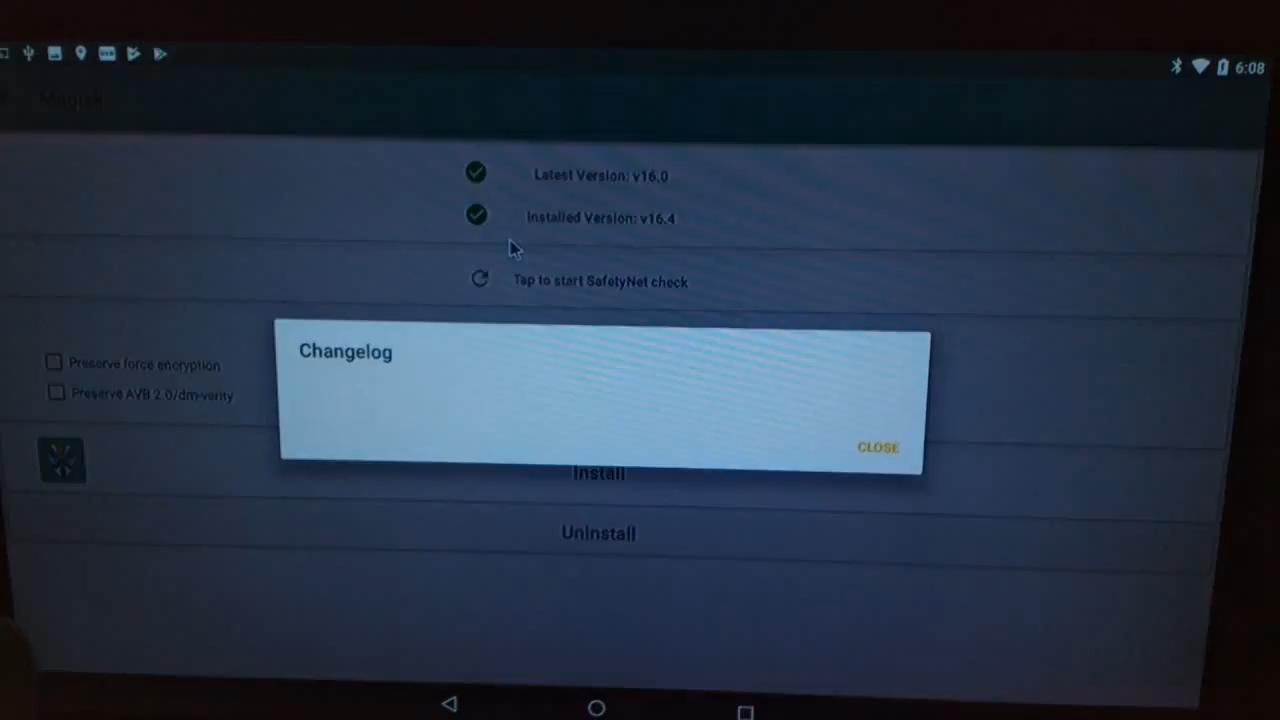 6:08
Magisk
Latest Version: v16.0
Installed Version: v16.4
Tap to start SafetyNet check
Changelog
Preserve force encryption
Preserve AVB 2.0/dm-verity
CLOSE
Install
Uninstall